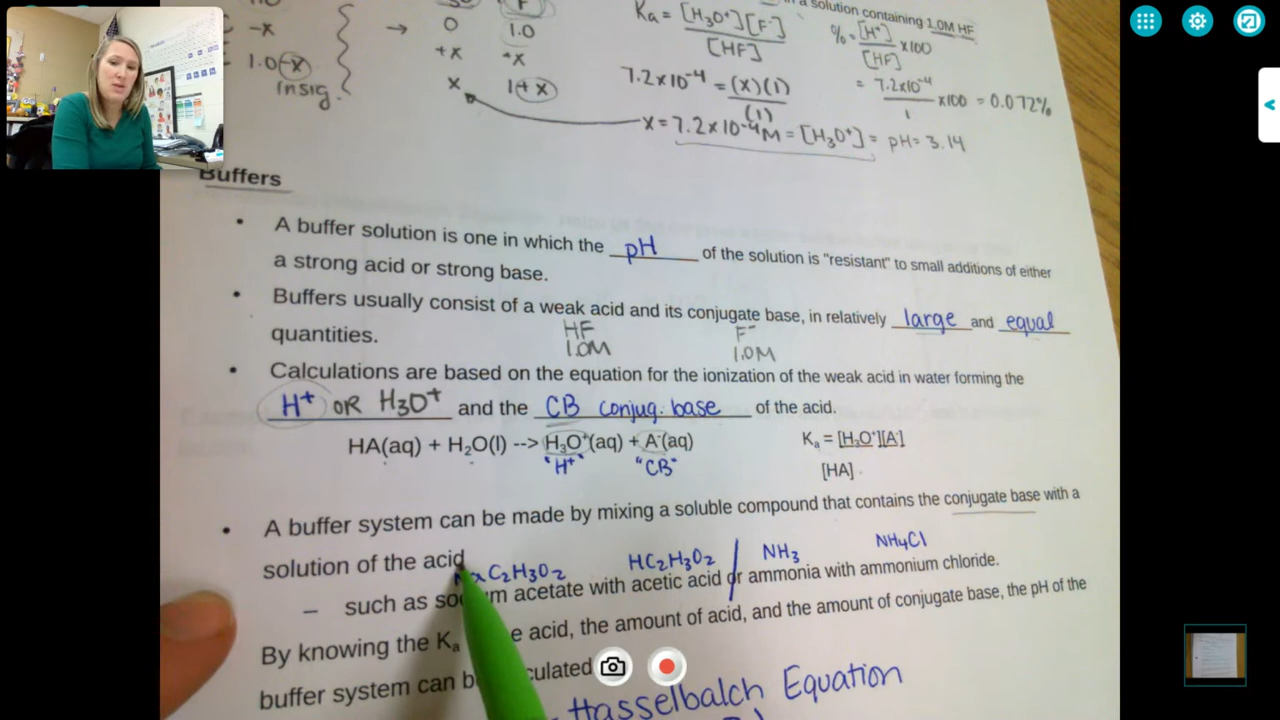 in a solution containing 1.0M HF
-x → 0 1.0 Ka = [H3O+][F-] / [HF] % = [H+] / [HF] x100
+x +x
1.0-x x 1+x 7.2x10-4 = (x)(1) / (1) = 7.2x10-4 / 1 x100 = 0.072%
insig.
x = 7.2x10-4M = [H3O+] = pH = 3.14
Buffers
• A buffer solution is one in which the pH of the solution is "resistant" to small additions of either
a strong acid or strong base.
• Buffers usually consist of a weak acid and its conjugate base, in relatively large and equal
quantities. HF F-
1.0M 1.0M
• Calculations are based on the equation for the ionization of the weak acid in water forming the
H+ OR H3O+ and the CB conjug. base of the acid.
HA(aq) + H2O(l) --> H3O+(aq) + A-(aq) Ka = [H3O+][A-]
"H+" "CB" [HA]
• A buffer system can be made by mixing a soluble compound that contains the conjugate base with a
solution of the acid
C2H3O2 HC2H3O2 / NH3 NH4Cl
– such as acetate with acetic acid or ammonia with ammonium chloride.
By knowing the Ka acid, the amount of acid, and the amount of conjugate base, the pH of the
buffer system can
Hasselbalch Equation